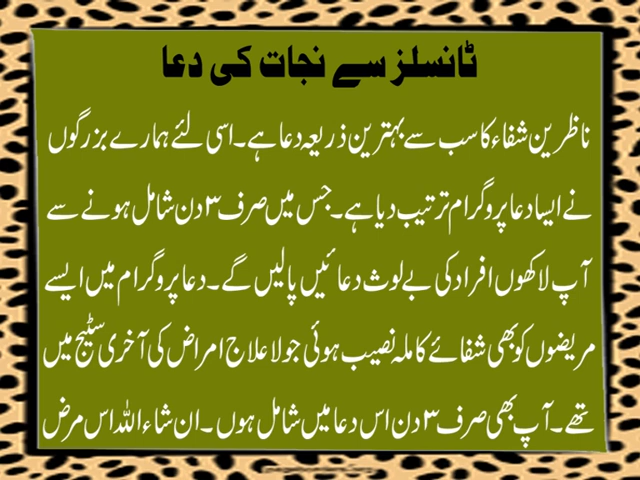 ٹانسلز سے نجات کی دعا
ناظرین شفاء کا سب سے بہترین ذریعہ دعا ہے۔ اسی لئے ہمارے بزرگوں
نے ایسا دعا پروگرام ترتیب دیا ہے۔ جس میں صرف ۳ دن شامل ہونے سے
آپ لاکھوں افراد کی بے لوث دعائیں پالیں گے۔ دعا پروگرام میں ایسے
مریضوں کو بھی شفائے کاملہ نصیب ہوئی جو لاعلاج امراض کی آخری سٹیج میں
تھے۔ آپ بھی صرف ۳ دن اس دعا میں شامل ہوں۔ ان شاء اللہ اس مرض